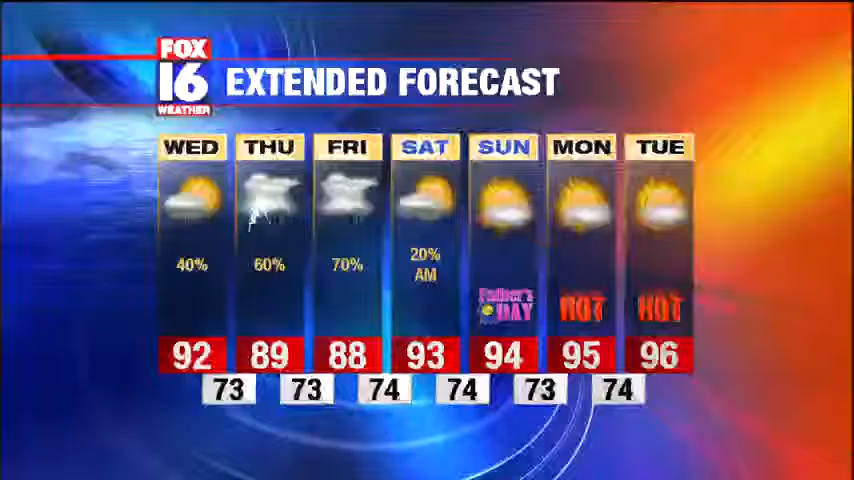 FOX
16
WEATHER
EXTENDED FORECAST
WED THU FRI SAT SUN MON TUE
40% 60% 70% 20%
AM
Father's
DAY HOT HOT
92 89 88 93 94 95 96
73 73 74 74 73 74